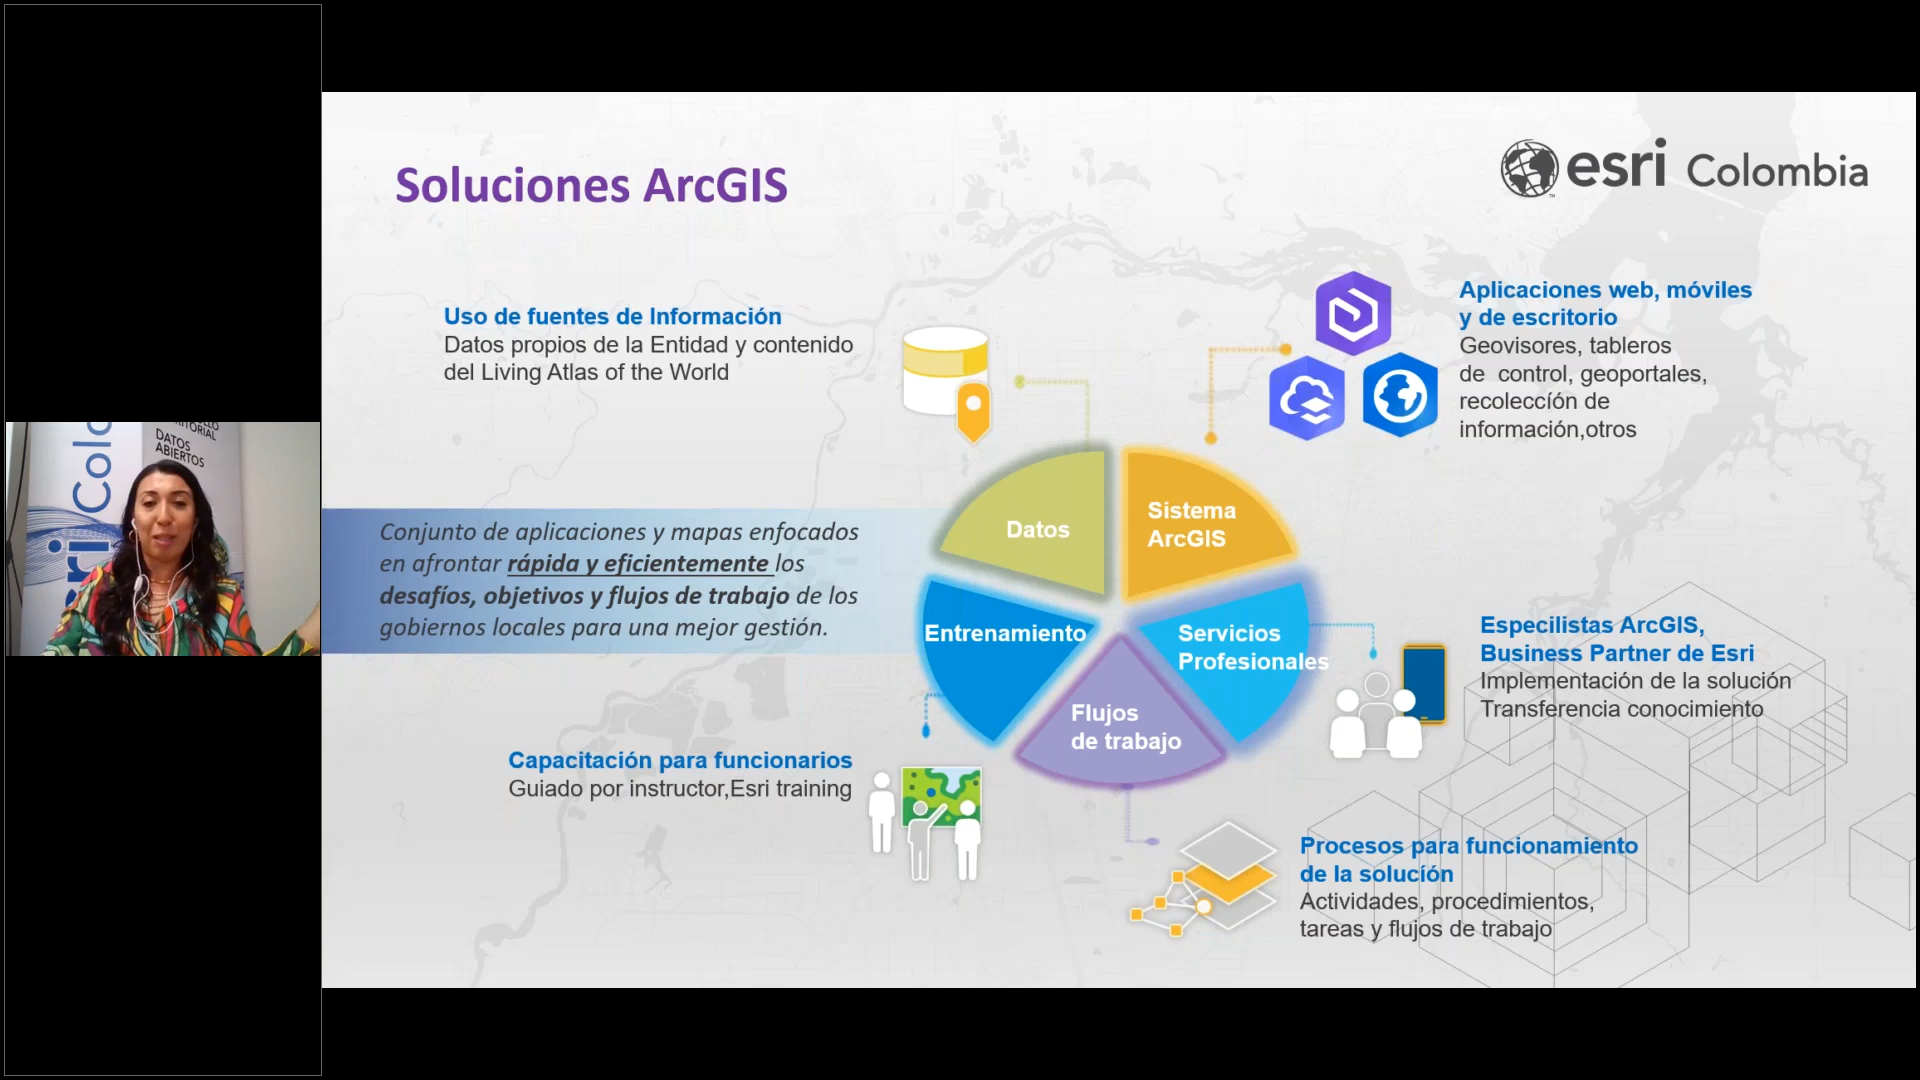 Soluciones ArcGIS
esri Colombia
Uso de fuentes de Información
Datos propios de la Entidad y contenido
del Living Atlas of the World
Aplicaciones web, móviles
y de escritorio
Geovisores, tableros
de control, geoportales,
recoleccíón de
información,otros
Conjunto de aplicaciones y mapas enfocados
en afrontar rápida y eficientemente los
desafíos, objetivos y flujos de trabajo de los
gobiernos locales para una mejor gestión.
Datos
Sistema
ArcGIS
Entrenamiento
Servicios
Profesionales
Flujos
de trabajo
Especilistas ArcGIS,
Business Partner de Esri
Implementación de la solución
Transferencia conocimiento
Capacitación para funcionarios
Guiado por instructor,Esri training
Procesos para funcionamiento
de la solucíón
Actividades, procedimientos,
tareas y flujos de trabajo
DATOS
ABIERTOS